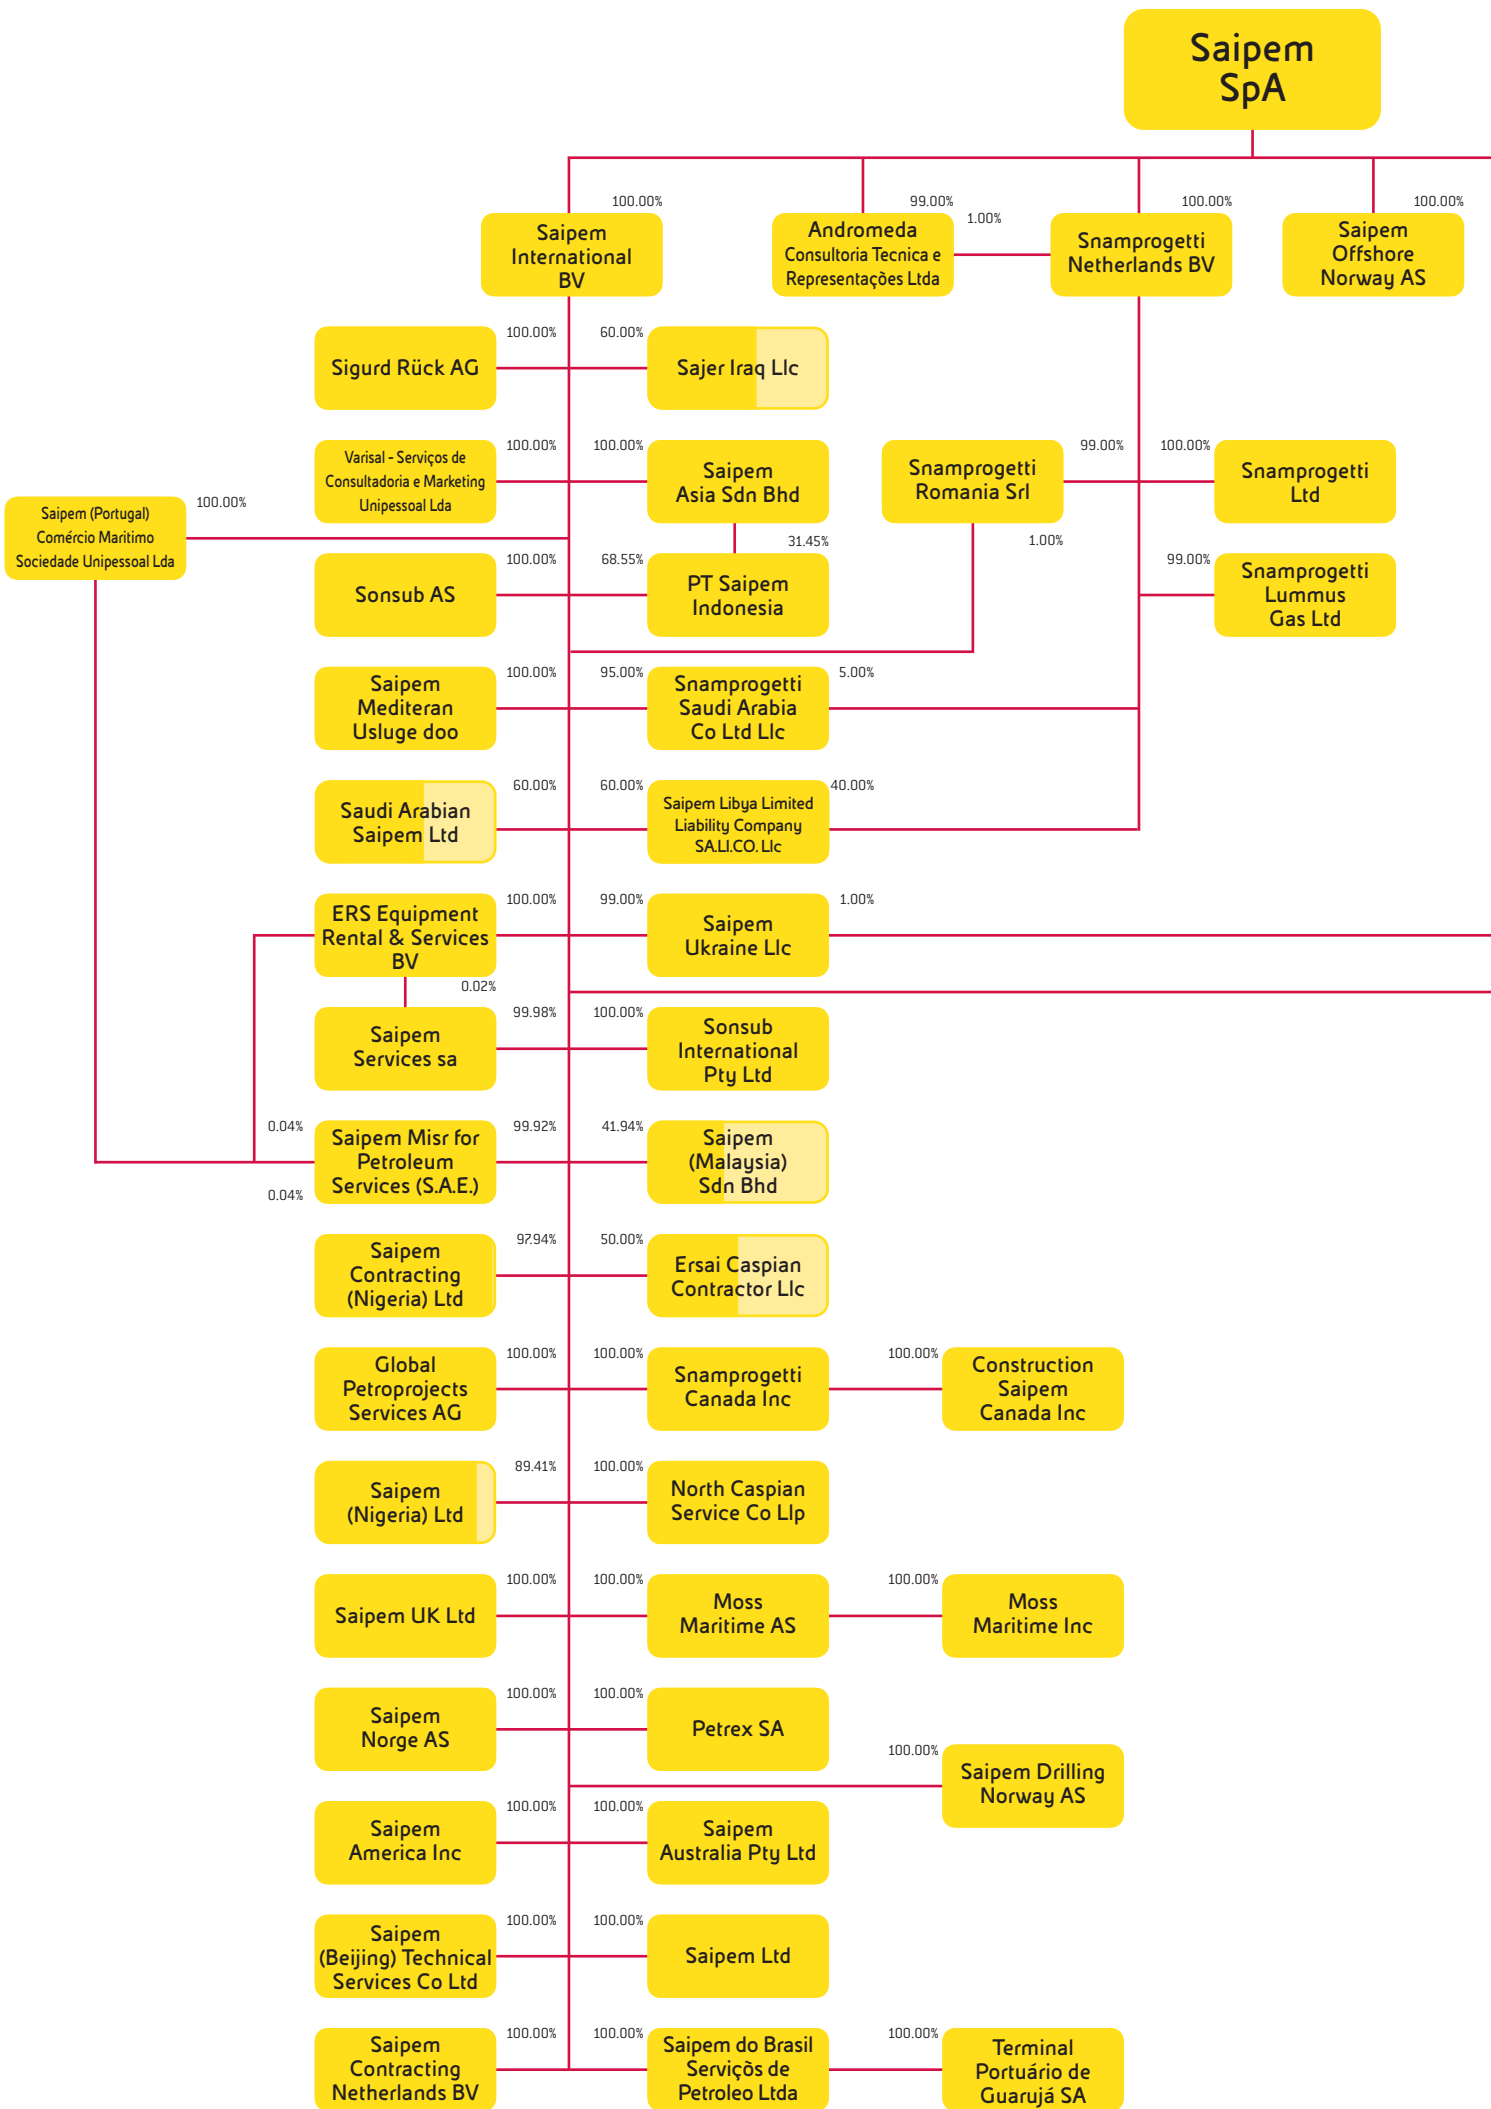 Saipem
SpA
100.00%
99.00%
1.00%
100.00%
100.00%
Saipem
International
BV
Andromeda
Consultoria Tecnica e
Representações Ltda
Snamprogetti
Netherlands BV
Saipem
Offshore
Norway AS
100.00%
60.00%
Sigurd Rück AG
Sajer Iraq Llc
100.00%
100.00%
99.00%
100.00%
Varisal - Serviços de
Consultadoria e Marketing
Unipessoal Lda
Saipem
Asia Sdn Bhd
Snamprogetti
Romania Srl
Snamprogetti
Ltd
100.00%
Saipem (Portugal)
Comércio Maritimo
Sociedade Unipessoal Lda
31.45%
1.00%
100.00%
68.55%
99.00%
Sonsub AS
PT Saipem
Indonesia
Snamprogetti
Lummus
Gas Ltd
100.00%
95.00%
5.00%
Saipem
Mediteran
Usluge doo
Snamprogetti
Saudi Arabia
Co Ltd Llc
60.00%
60.00%
40.00%
Saudi Arabian
Saipem Ltd
Saipem Libya Limited
Liability Company
SA.LI.CO. Llc
100.00%
99.00%
1.00%
ERS Equipment
Rental & Services
BV
Saipem
Ukraine Llc
0.02%
99.98%
100.00%
Saipem
Services sa
Sonsub
International
Pty Ltd
0.04%
99.92%
41.94%
Saipem Misr for
Petroleum
Services (S.A.E.)
Saipem
(Malaysia)
Sdn Bhd
0.04%
97.94%
50.00%
Saipem
Contracting
(Nigeria) Ltd
Ersai Caspian
Contractor Llc
100.00%
100.00%
100.00%
Global
Petroprojects
Services AG
Snamprogetti
Canada Inc
Construction
Saipem
Canada Inc
89.41%
100.00%
Saipem
(Nigeria) Ltd
North Caspian
Service Co Llp
100.00%
100.00%
100.00%
Saipem UK Ltd
Moss
Maritime AS
Moss
Maritime Inc
100.00%
100.00%
Saipem
Norge AS
Petrex SA
100.00%
Saipem Drilling
Norway AS
100.00%
100.00%
Saipem
America Inc
Saipem
Australia Pty Ltd
100.00%
100.00%
Saipem
(Beijing) Technical
Services Co Ltd
Saipem Ltd
100.00%
100.00%
100.00%
Saipem
Contracting
Netherlands BV
Saipem do Brasil
Serviçòs de
Petroleo Ltda
Terminal
Portuário de
Guarujá SA